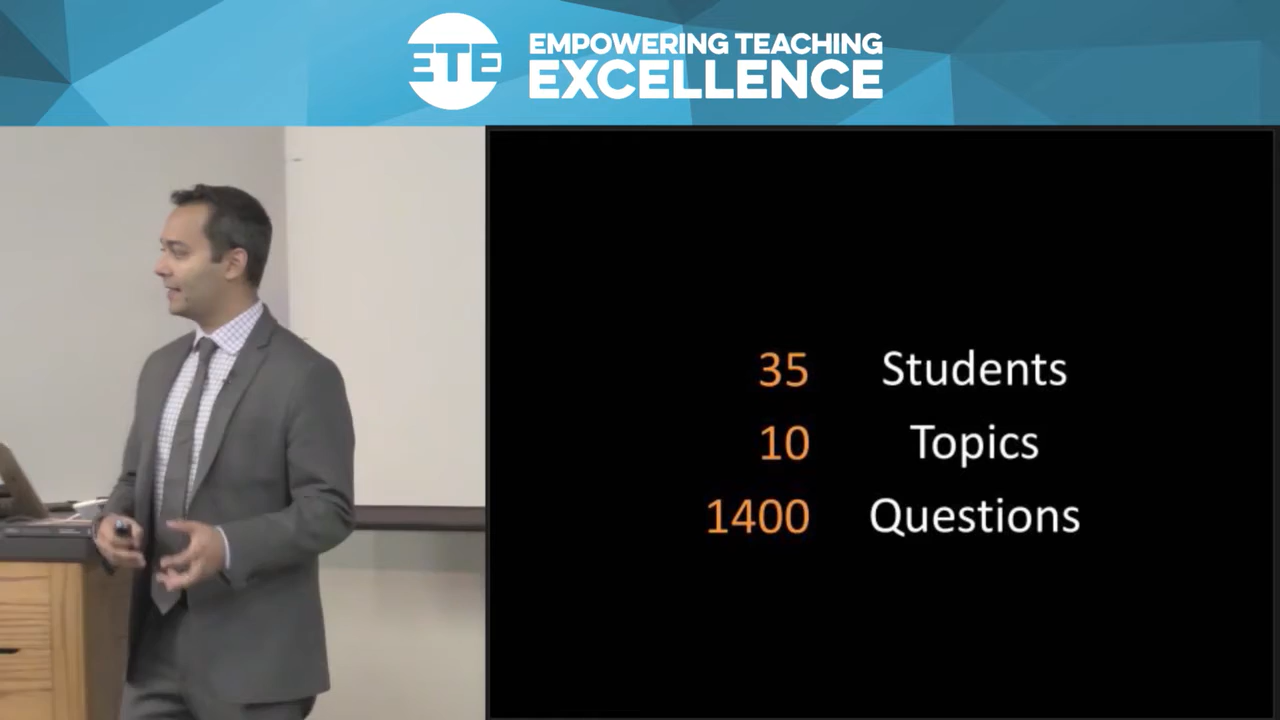 ETE
EMPOWERING TEACHING
EXCELLENCE
35 Students
10 Topics
1400 Questions